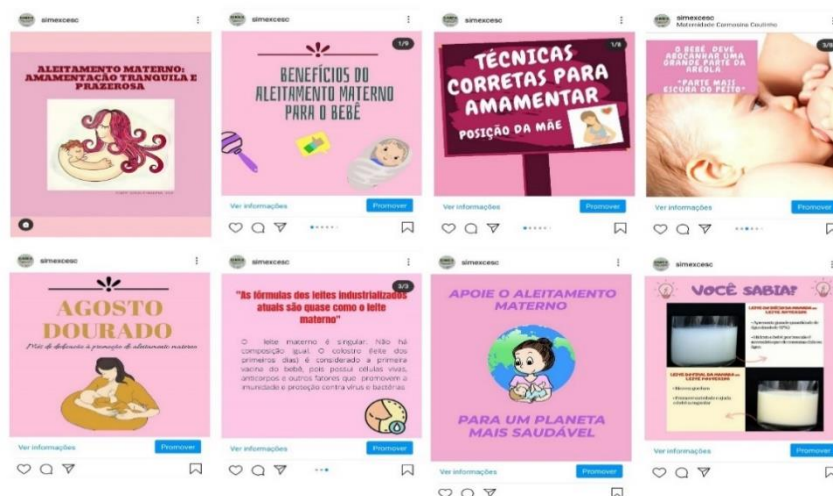 simexcesc
ALEITAMENTO MATERNO:
AMAMENTAÇÃO TRANQUILA E
PRAZEROSA
simexcesc
1/9
BENEFÍCIOS DO
ALEITAMENTO MATERNO
PARA O BEBÊ
Ver informações
Promover
simexcesc
1/8
TÉCNICAS
CORRETAS PARA
AMAMENTAR
POSIÇÃO DA MÃE
Ver informações
Promover
simexcesc
Maternidade Carmosina Coutinho
3/8
O BEBÊ DEVE
ABOCANHAR UMA
GRANDE PARTE DA
ARÉOLA
"PARTE MAIS
ESCURA DO PEITO"
Ver informações
Promover
simexcesc
AGOSTO
DOURADO
Mês de dedicação à promoção do aleitamento materno
Ver informações
Promover
simexcesc
3/3
"As fórmulas dos leites industrializados
atuais são quase como o leite
materno"
O leite materno é singular. Não há
composição igual. O colostro (leite dos
primeiros dias) é considerado a primeira
vacina do bebê, pois possui células vivas,
anticorpos e outros fatores que promovem a
imunidade e proteção contra vírus e bactérias
Ver informações
Promover
simexcesc
APOIE O ALEITAMENTO
MATERNO
PARA UM PLANETA
MAIS SAUDÁVEL
Ver informações
Promover
simexcesc
VOCÊ SABIA?
Ver informações
Promover